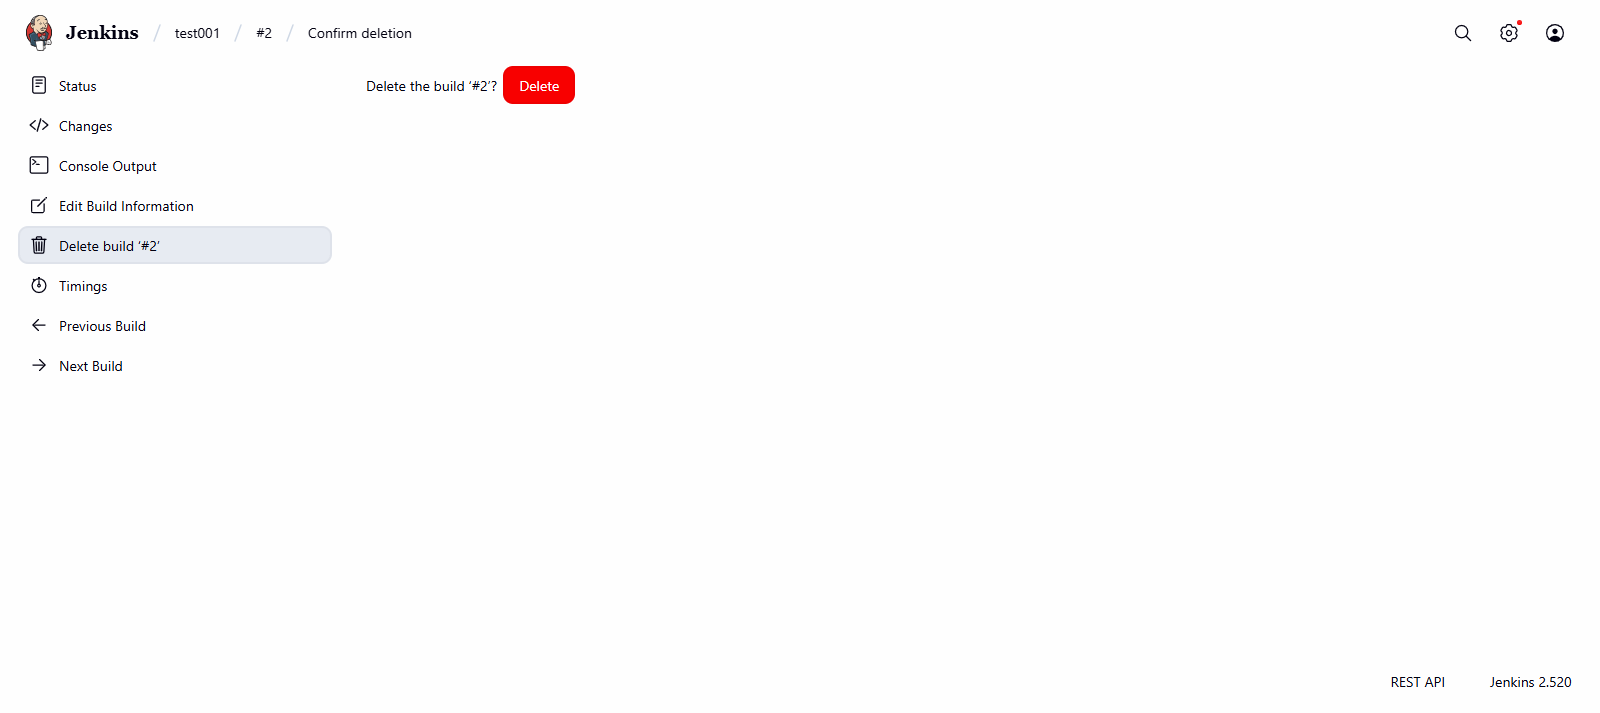 Jenkins / test001 / #2 / Confirm deletion
Status
Delete the build ‘#2’? Delete
Changes
Console Output
Edit Build Information
Delete build ‘#2’
Timings
Previous Build
Next Build
REST API Jenkins 2.520